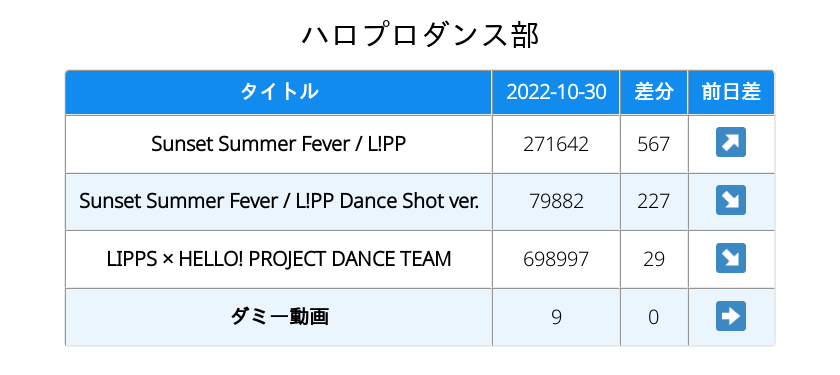 ハロプロダンス部
タイトル 2022-10-30 差分 前日差
Sunset Summer Fever / L!PP 271642 567 ↗
Sunset Summer Fever / L!PP Dance Shot ver. 79882 227 ↘
LIPPS × HELLO! PROJECT DANCE TEAM 698997 29 ↘
ダミー動画 9 0 ➡